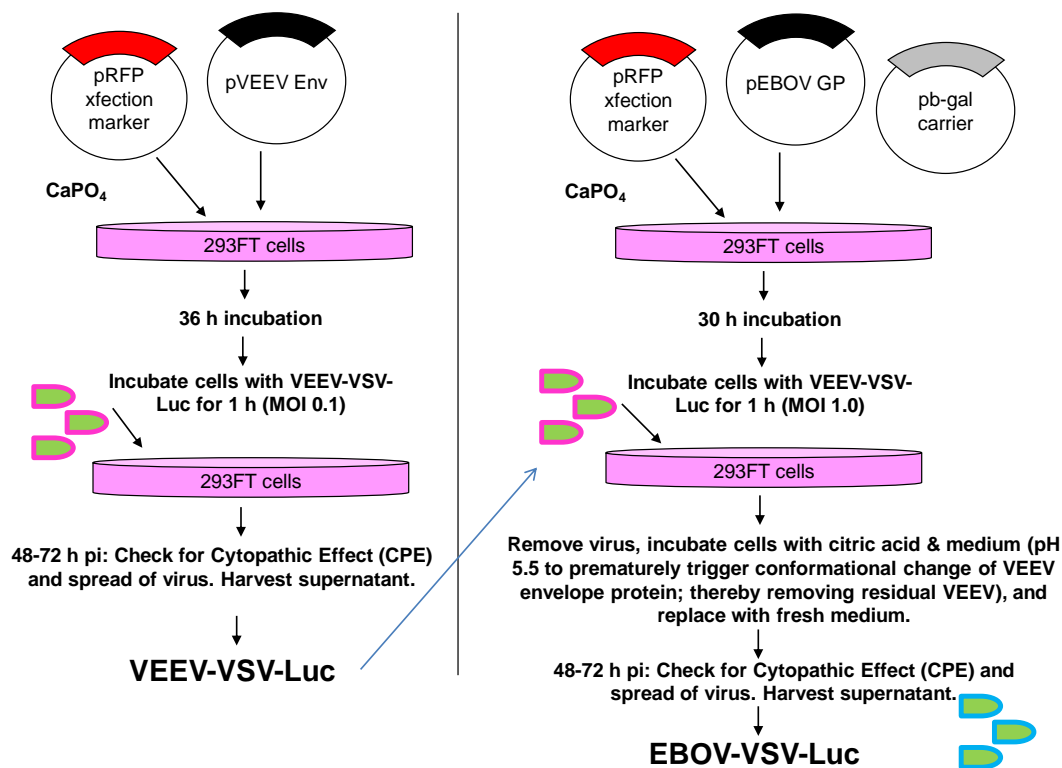 pRFP
xfection
marker
pVEEV Env
CaPO₄
293FT cells
36 h incubation
Incubate cells with VEEV-VSV-
Luc for 1 h (MOI 0.1)
293FT cells
48-72 h pi: Check for Cytopathic Effect (CPE)
and spread of virus. Harvest supernatant.
VEEV-VSV-Luc
pRFP
xfection
marker
pEBOV GP
pb-gal
carrier
CaPO₄
293FT cells
30 h incubation
Incubate cells with VEEV-VSV-
Luc for 1 h (MOI 1.0)
293FT cells
Remove virus, incubate cells with citric acid & medium (pH
5.5 to prematurely trigger conformational change of VEEV
envelope protein; thereby removing residual VEEV), and
replace with fresh medium.
48-72 h pi: Check for Cytopathic Effect (CPE) and
spread of virus. Harvest supernatant.
EBOV-VSV-Luc